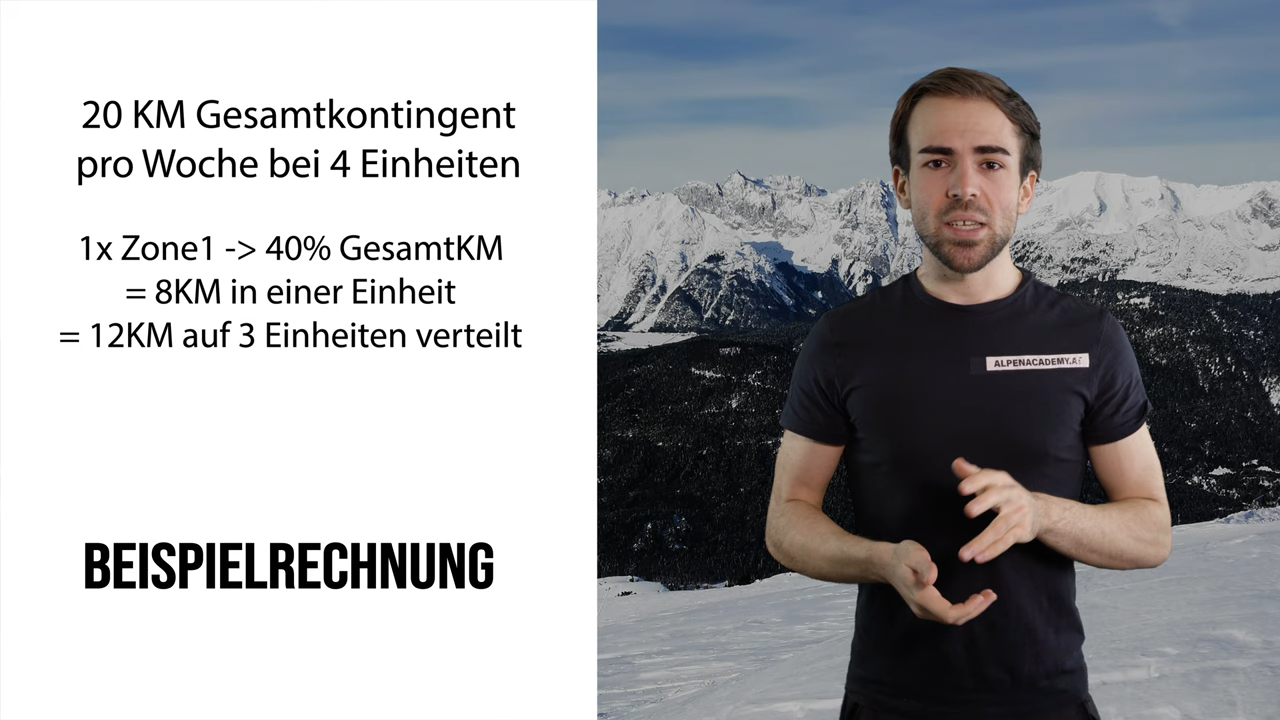 20 KM Gesamtkontingent
pro Woche bei 4 Einheiten
1x Zone1 -> 40% GesamtKM
= 8KM in einer Einheit
= 12KM auf 3 Einheiten verteilt
BEISPIELRECHNUNG
ALPENACADEMY.AT